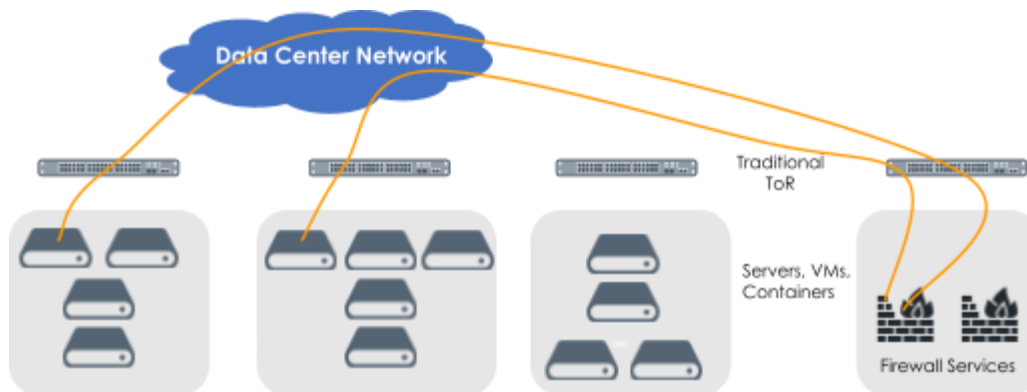 Data Center Network
Traditional
ToR
Servers, VMs,
Containers
Firewall Services